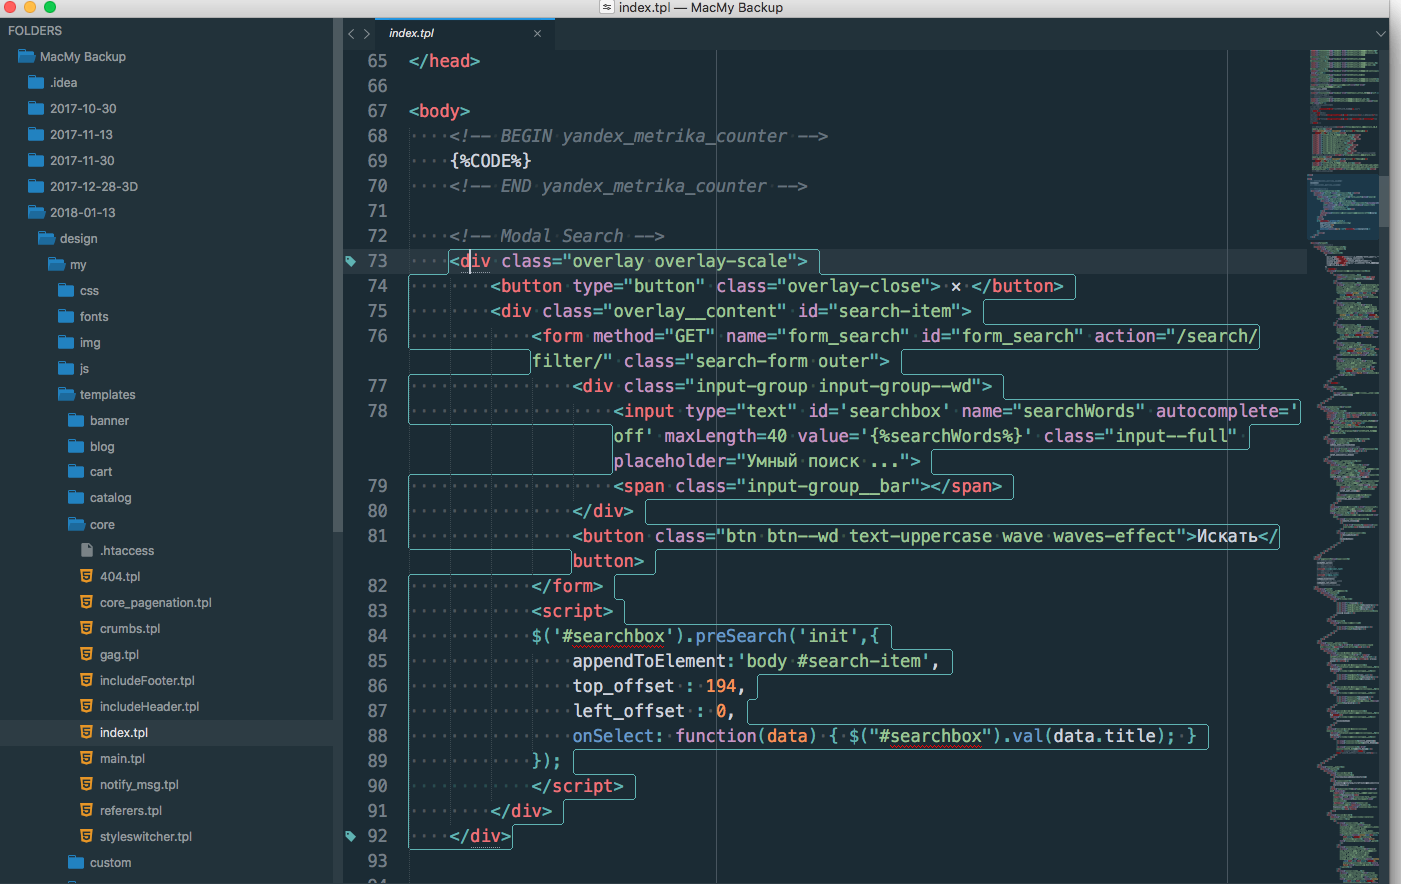 index.tpl — MacMy Backup
FOLDERS
MacMy Backup
.idea
2017-10-30
2017-11-13
2017-11-30
2017-12-28-3D
2018-01-13
design
my
css
fonts
img
js
templates
banner
blog
cart
catalog
core
.htaccess
404.tpl
core_pagenation.tpl
crumbs.tpl
gag.tpl
includeFooter.tpl
includeHeader.tpl
index.tpl
main.tpl
notify_msg.tpl
referers.tpl
styleswitcher.tpl
custom
index.tpl
65 </head>
66
67 <body>
68 <!-- BEGIN yandex_metrika_counter -->
69 {%CODE%}
70 <!-- END yandex_metrika_counter -->
71
72 <!-- Modal Search -->
73 <div class="overlay overlay-scale">
74 <button type="button" class="overlay-close"> × </button>
75 <div class="overlay__content" id="search-item">
76 <form method="GET" name="form_search" id="form_search" action="/search/
filter/" class="search-form outer">
77 <div class="input-group input-group--wd">
78 <input type="text" id='searchbox' name="searchWords" autocomplete='
off' maxLength=40 value='{%searchWords%}' class="input--full"
placeholder="Умный поиск ...">
79 <span class="input-group__bar"></span>
80 </div>
81 <button class="btn btn--wd text-uppercase wave waves-effect">Искать</
button>
82 </form>
83 <script>
84 $('#searchbox').preSearch('init',{
85 appendToElement:'body #search-item',
86 top_offset : 194,
87 left_offset : 0,
88 onSelect: function(data) { $("#searchbox").val(data.title); }
89 });
90 </script>
91 </div>
92 </div>
93